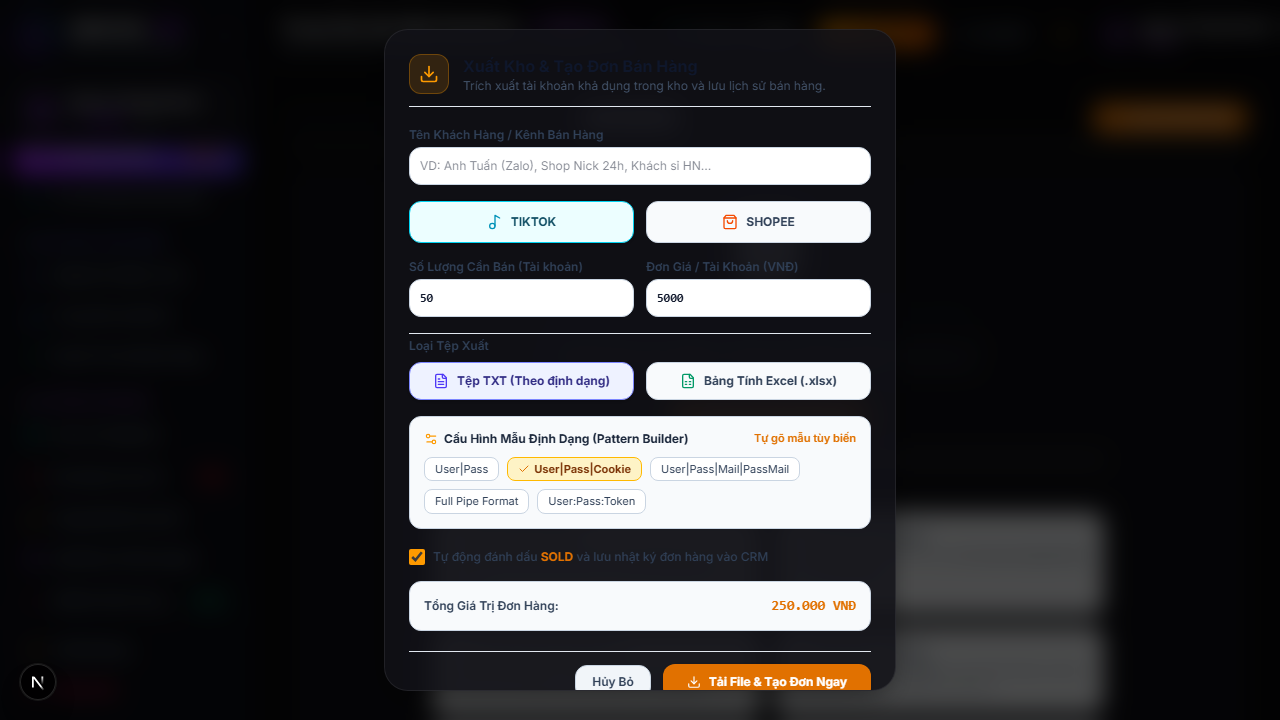 Xuất Kho & Tạo Đơn Bán Hàng
Trích xuất tài khoản khả dụng trong kho và lưu lịch sử bán hàng.
Tên Khách Hàng / Kênh Bán Hàng
VD: Anh Tuấn (Zalo), Shop Nick 24h, Khách sỉ HN...
TIKTOK
SHOPEE
Số Lượng Cần Bán (Tài khoản)
Đơn Giá / Tài Khoản (VNĐ)
50
5000
Loại Tệp Xuất
Tệp TXT (Theo định dạng)
Bảng Tính Excel (.xlsx)
Cấu Hình Mẫu Định Dạng (Pattern Builder)
Tự gõ mẫu tùy biến
User|Pass
User|Pass|Cookie
User|Pass|Mail|PassMail
Full Pipe Format
User:Pass:Token
Tự động đánh dấu SOLD và lưu nhật ký đơn hàng vào CRM
Tổng Giá Trị Đơn Hàng:
250.000 VNĐ
Hủy Bỏ
Tải File & Tạo Đơn Ngay
N